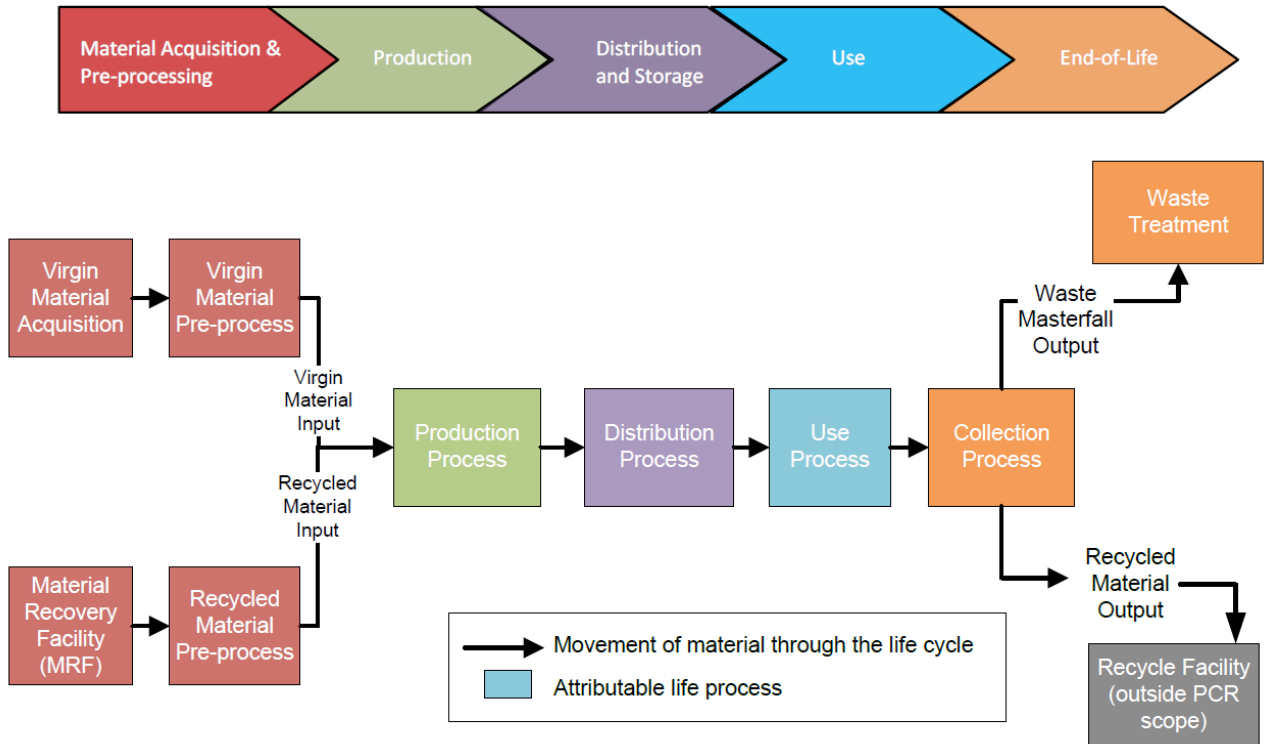 Material Acquisition &
Pre-processing
Production
Distribution
and Storage
Use
End-of-Life
Waste
Treatment
Virgin
Material
Acquisition
Virgin
Material
Pre-process
Waste
Masterfall
Output
Virgin
Material
Input
Production
Process
Distribution
Process
Use
Process
Collection
Process
Recycled
Material
Input
Material
Recovery
Facility
(MRF)
Recycled
Material
Pre-process
Recycled
Material
Output
Movement of material through the life cycle
Attributable life process
Recycle Facility
(outside PCR
scope)